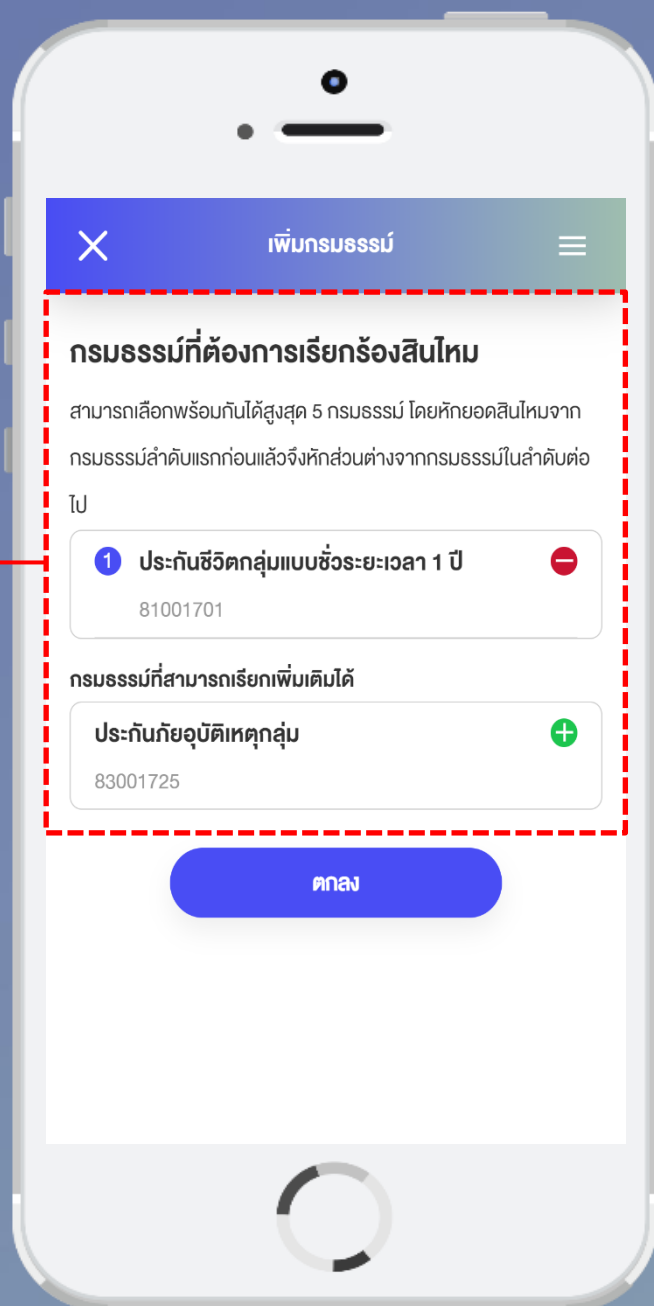 เพิ่มกรมธรรม์
กรมธรรม์ที่ต้องการเรียกร้องสินไหม
สามารถเลือกพร้อมกันได้สูงสุด 5 กรมธรรม์ โดยหักยอดสินไหมจาก
กรมธรรม์ลำดับแรกก่อนแล้วจึงหักส่วนต่างจากกรมธรรม์ในลำดับต่อ
ไป
1 ประกันชีวิตกลุ่มแบบชั่วระยะเวลา 1 ปี
81001701
กรมธรรม์ที่สามารถเรียกเพิ่มเติมได้
ประกันภัยอุบัติเหตุกลุ่ม
83001725
ตกลง